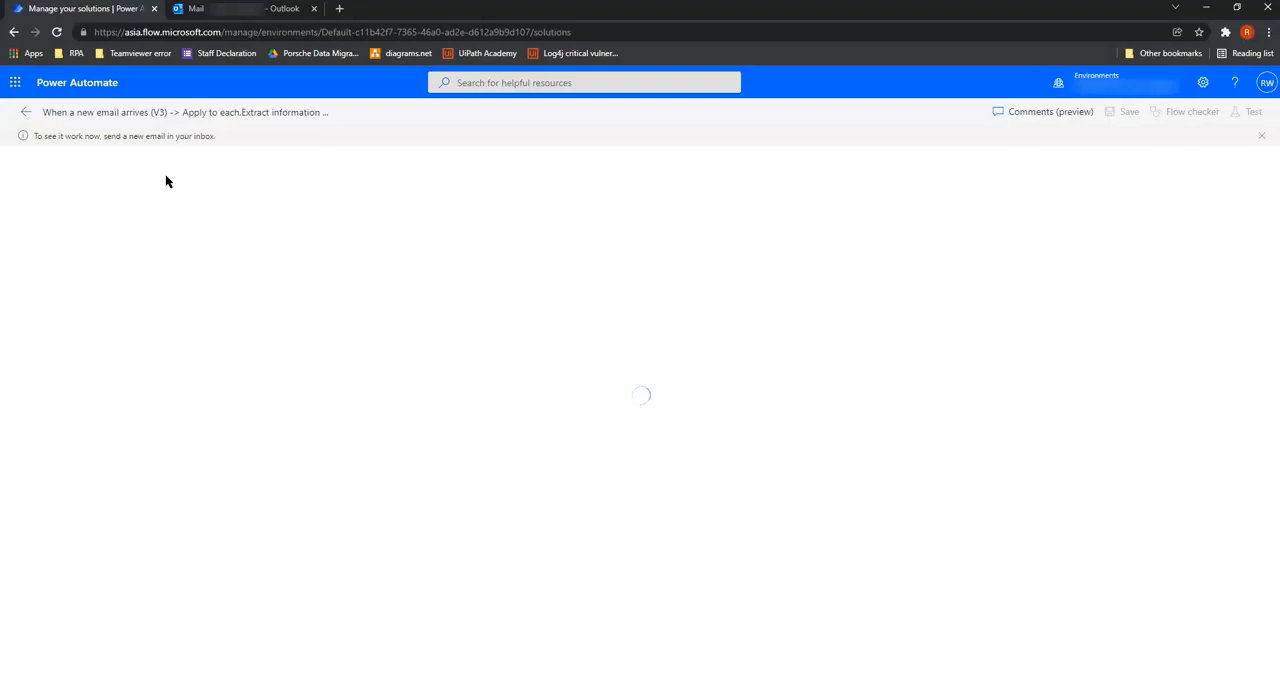 Manage your solutions | Power A
Mail - Outlook
https://asia.flow.microsoft.com/manage/environments/Default-c11b42f7-7365-46a0-ad2e-d612a9b9d107/solutions
R
Apps RPA Teamviewer error Staff Declaration Porsche Data Migra... diagrams.net UiPath Academy Log4j critical vulner... Other bookmarks Reading list
Power Automate
Search for helpful resources
Environments
RW
When a new email arrives (V3) -> Apply to each.Extract information ...
Comments (preview) Save Flow checker Test
To see it work now, send a new email in your inbox.